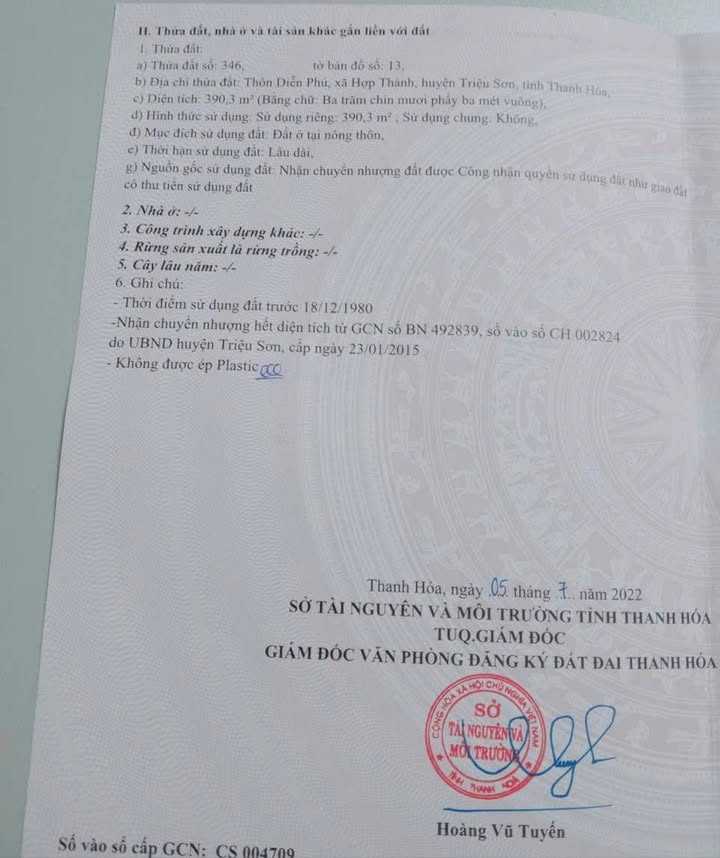 II. Thửa đất, nhà ở và tài sản khác gắn liền với đất
1. Thửa đất:
a) Thửa đất số: 346, tờ bản đồ số: 13,
b) Địa chỉ thửa đất: Thôn Diễn Phú, xã Hợp Thành, huyện Triệu Sơn, tỉnh Thanh Hóa,
c) Diện tích: 390,3 m² (Bằng chữ: Ba trăm chín mươi phẩy ba mét vuông),
d) Hình thức sử dụng: Sử dụng riêng: 390,3 m² ; Sử dụng chung: Không,
đ) Mục đích sử dụng đất: Đất ở tại nông thôn,
e) Thời hạn sử dụng đất: Lâu dài,
g) Nguồn gốc sử dụng đất: Nhận chuyển nhượng đất được Công nhận quyền sử dụng đất như giao đất
có thu tiền sử dụng đất
2. Nhà ở: -/-
3. Công trình xây dựng khác: -/-
4. Rừng sản xuất là rừng trồng: -/-
5. Cây lâu năm: -/-
6. Ghi chú:
- Thời điểm sử dụng đất trước 18/12/1980
-Nhận chuyển nhượng hết diện tích từ GCN số BN 492839, số vào sổ CH 002824
do UBND huyện Triệu Sơn, cấp ngày 23/01/2015
- Không được ép Plastic
Thanh Hóa, ngày 05 tháng 7 năm 2022
SỞ TÀI NGUYÊN VÀ MÔI TRƯỜNG TỈNH THANH HÓA
TUQ.GIÁM ĐỐC
GIÁM ĐỐC VĂN PHÒNG ĐĂNG KÝ ĐẤT ĐAI THANH HÓA
CỘNG HÒA XÃ HỘI CHỦ NGHĨA VIỆT NAM
SỞ
TÀI NGUYÊN VÀ
MÔI TRƯỜNG
TỈNH THANH HOÁ
Hoàng Vũ Tuyến
Số vào sổ cấp GCN: CS 004709